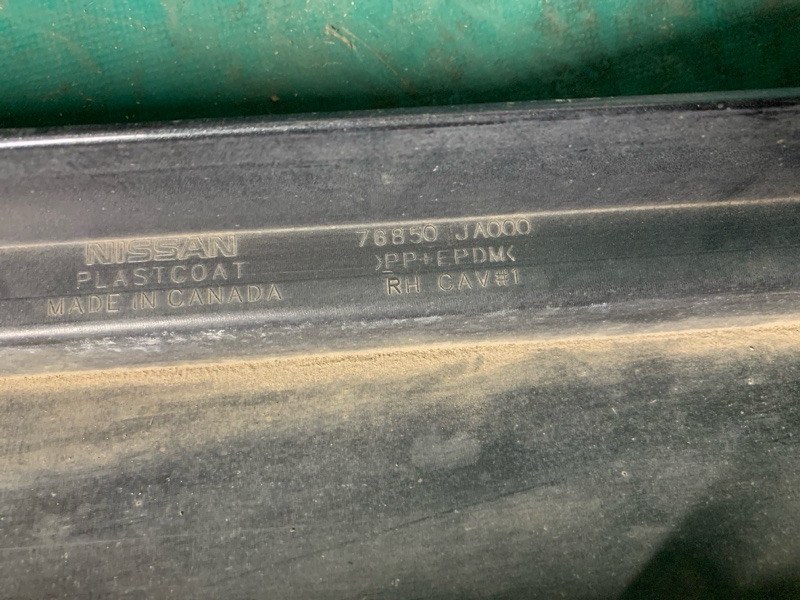 NISSAN
PLASTCOAT
MADE IN CANADA
76850 JA000
>PP+EPDM<
RH CAV#1